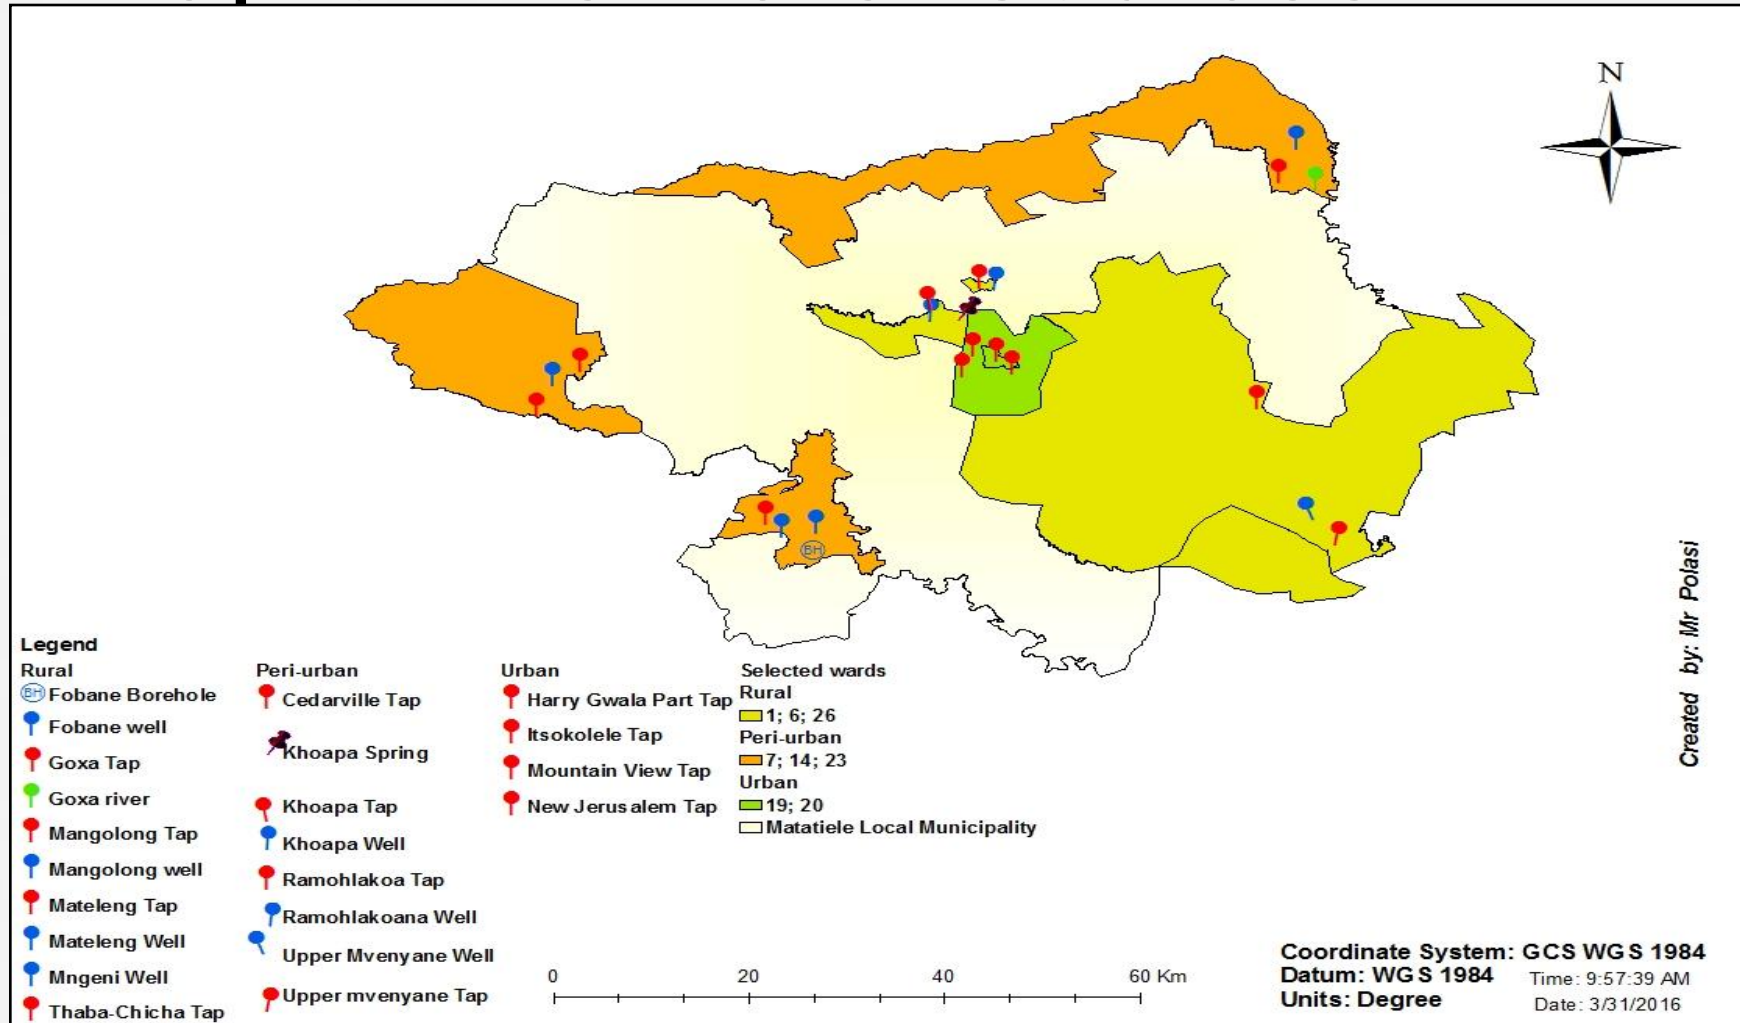 N
Created by: Mr Polasi
Legend
Rural
BH Fobane Borehole
Fobane well
Goxa Tap
Goxa river
Mangolong Tap
Mangolong well
Mateleng Tap
Mateleng Well
Mngeni Well
Thaba-Chicha Tap
Peri-urban
Cedarville Tap
Khoapa Spring
Khoapa Tap
Khoapa Well
Ramohlakoa Tap
Ramohlakoana Well
Upper Mvenyane Well
Upper mvenyane Tap
Urban
Harry Gwala Part Tap
Itsokolele Tap
Mountain View Tap
New Jerusalem Tap
Selected wards
Rural
1; 6; 26
Peri-urban
7; 14; 23
Urban
19; 20
Matatiele Local Municipality
BH
0 20 40 60 Km
Coordinate System: GCS WGS 1984
Datum: WGS 1984 Time: 9:57:39 AM
Units: Degree Date: 3/31/2016